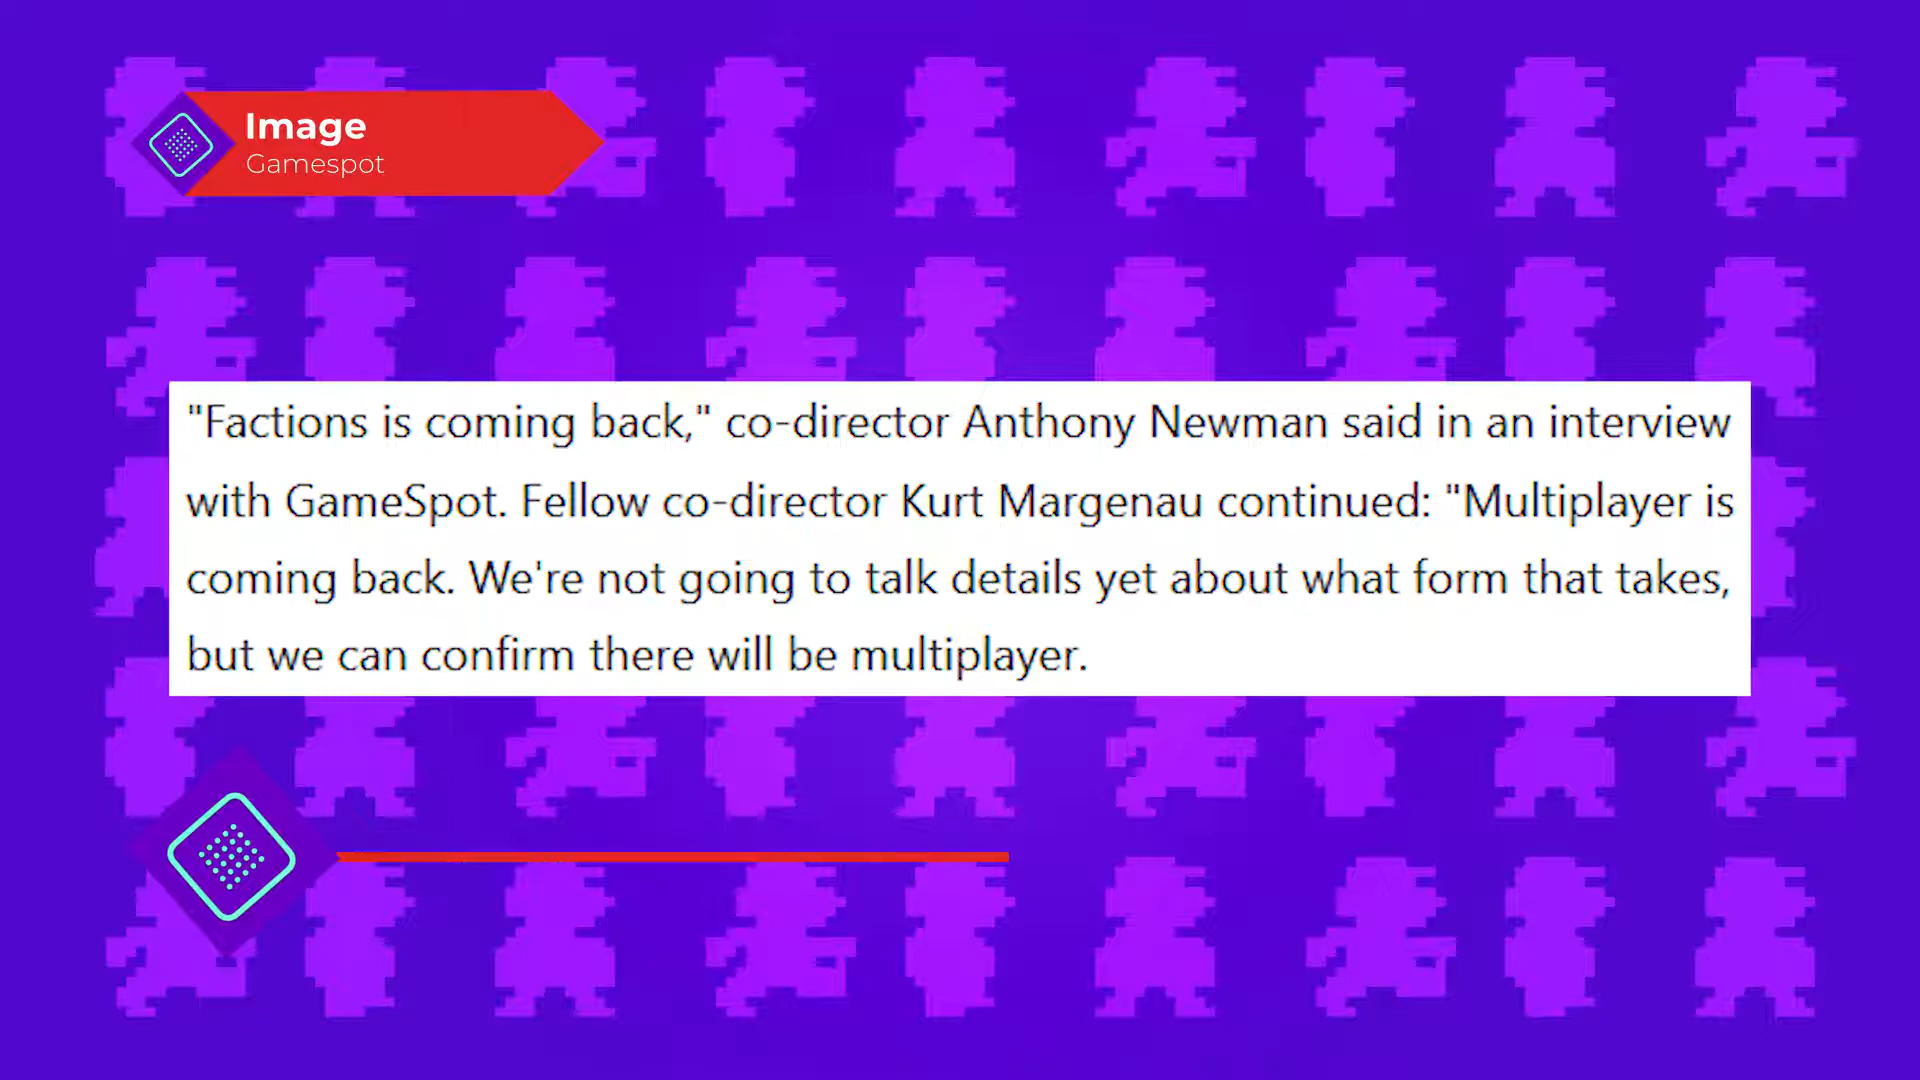 Image
Gamespot
"Factions is coming back," co-director Anthony Newman said in an interview
with GameSpot. Fellow co-director Kurt Margenau continued: "Multiplayer is
coming back. We're not going to talk details yet about what form that takes,
but we can confirm there will be multiplayer.